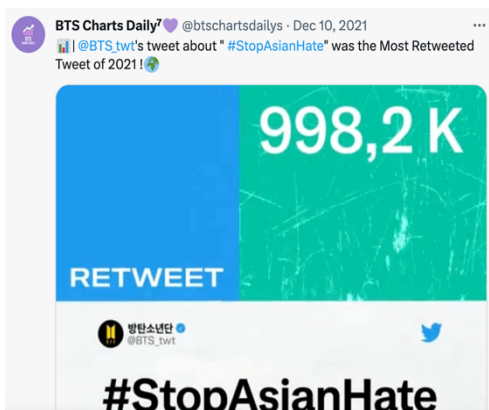 BTS Charts Daily⁷💜 @btschartsdailys · Dec 10, 2021 ...
📊| @BTS_twt's tweet about " #StopAsianHate" was the Most Retweeted
Tweet of 2021 !🌍
998,2 K
RETWEET
방탄소년단
@BTS_twt
#StopAsianHate